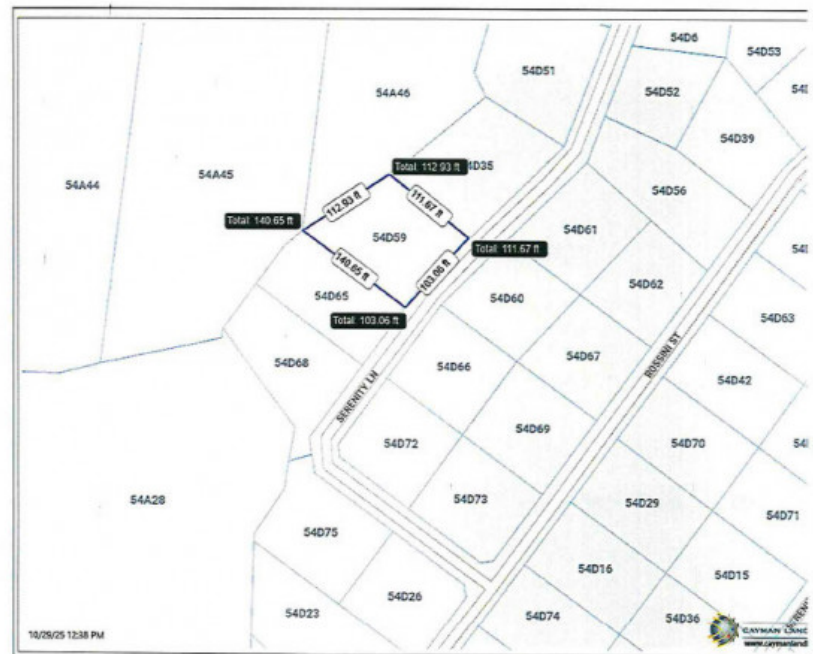 54D6
54D53
54D51
54A46
54D52
54D39
Total: 112.93 ft
54D35
54A44
54A45
112.93 ft
111.67 ft
54D56
Total: 140.65 ft
54D59
54D61
Total: 111.67 ft
140.65 ft
103.06 ft
54D62
54D65
54D60
54D63
Total: 103.06 ft
54D68
54D66
54D67
ROSSINI ST
54D42
SERENITY LN
54D72
54D69
54D70
54A28
54D73
54D29
54D71
54D75
54D16
54D15
54D26
54D23
54D74
54D36
10/29/25 12:38 PM
CAYMAN LAND
www.caymanland